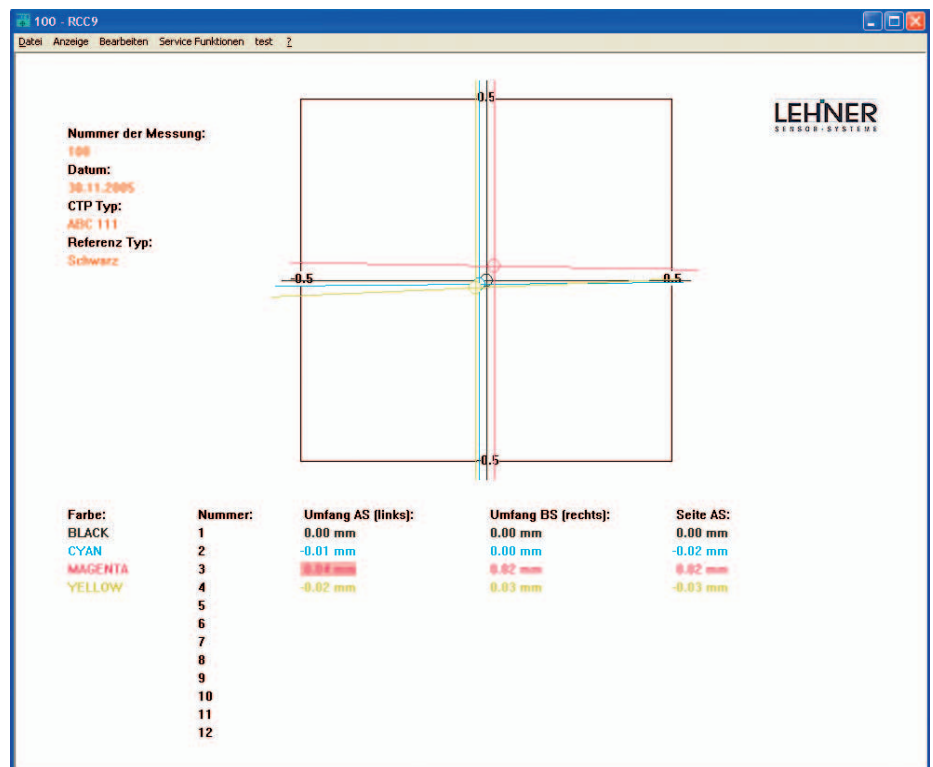 100 - RCC9
Datei Anzeige Bearbeiten Service Funktionen test ?
0.5
LEHNER
SENSOR-SYSTEME
Nummer der Messung:
100
Datum:
30.11.2005
CTP Typ:
ABC 111
Referenz Typ:
Schwarz
-0.5
0.5
-0.5
Farbe: Nummer: Umfang AS (links): Umfang BS (rechts): Seite AS:
BLACK 1 0.00 mm 0.00 mm 0.00 mm
CYAN 2 -0.01 mm 0.00 mm -0.02 mm
MAGENTA 3 0.04 mm 0.02 mm 0.02 mm
YELLOW 4 -0.02 mm 0.03 mm -0.03 mm
5
6
7
8
9
10
11
12